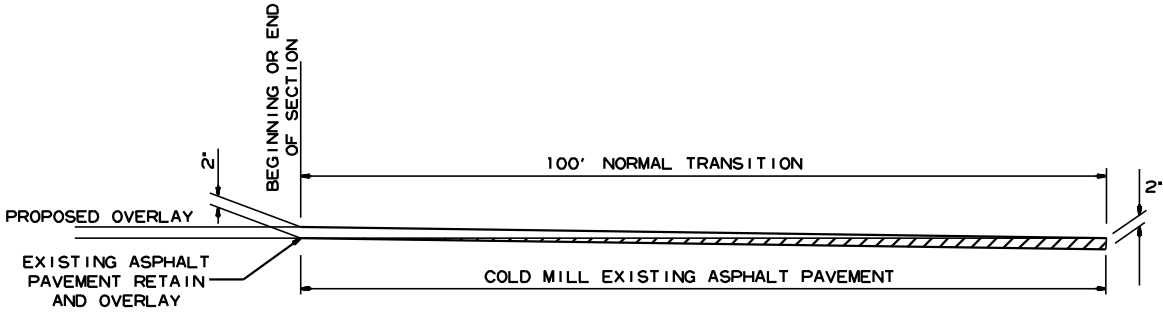 BEGINNING OR END
OF SECTION
2"
100' NORMAL TRANSITION
2"
PROPOSED OVERLAY
EXISTING ASPHALT
PAVEMENT RETAIN
AND OVERLAY
COLD MILL EXISTING ASPHALT PAVEMENT